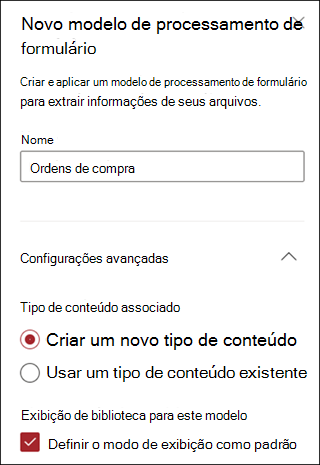 Novo modelo de processamento de
formulário
Criar e aplicar um modelo de processamento de formulário
para extrair informações de seus arquivos.
Nome
Ordens de compra
Configurações avançadas
Tipo de conteúdo associado
Criar um novo tipo de conteúdo
Usar um tipo de conteúdo existente
Exibição de biblioteca para este modelo
Definir o modo de exibição como padrão